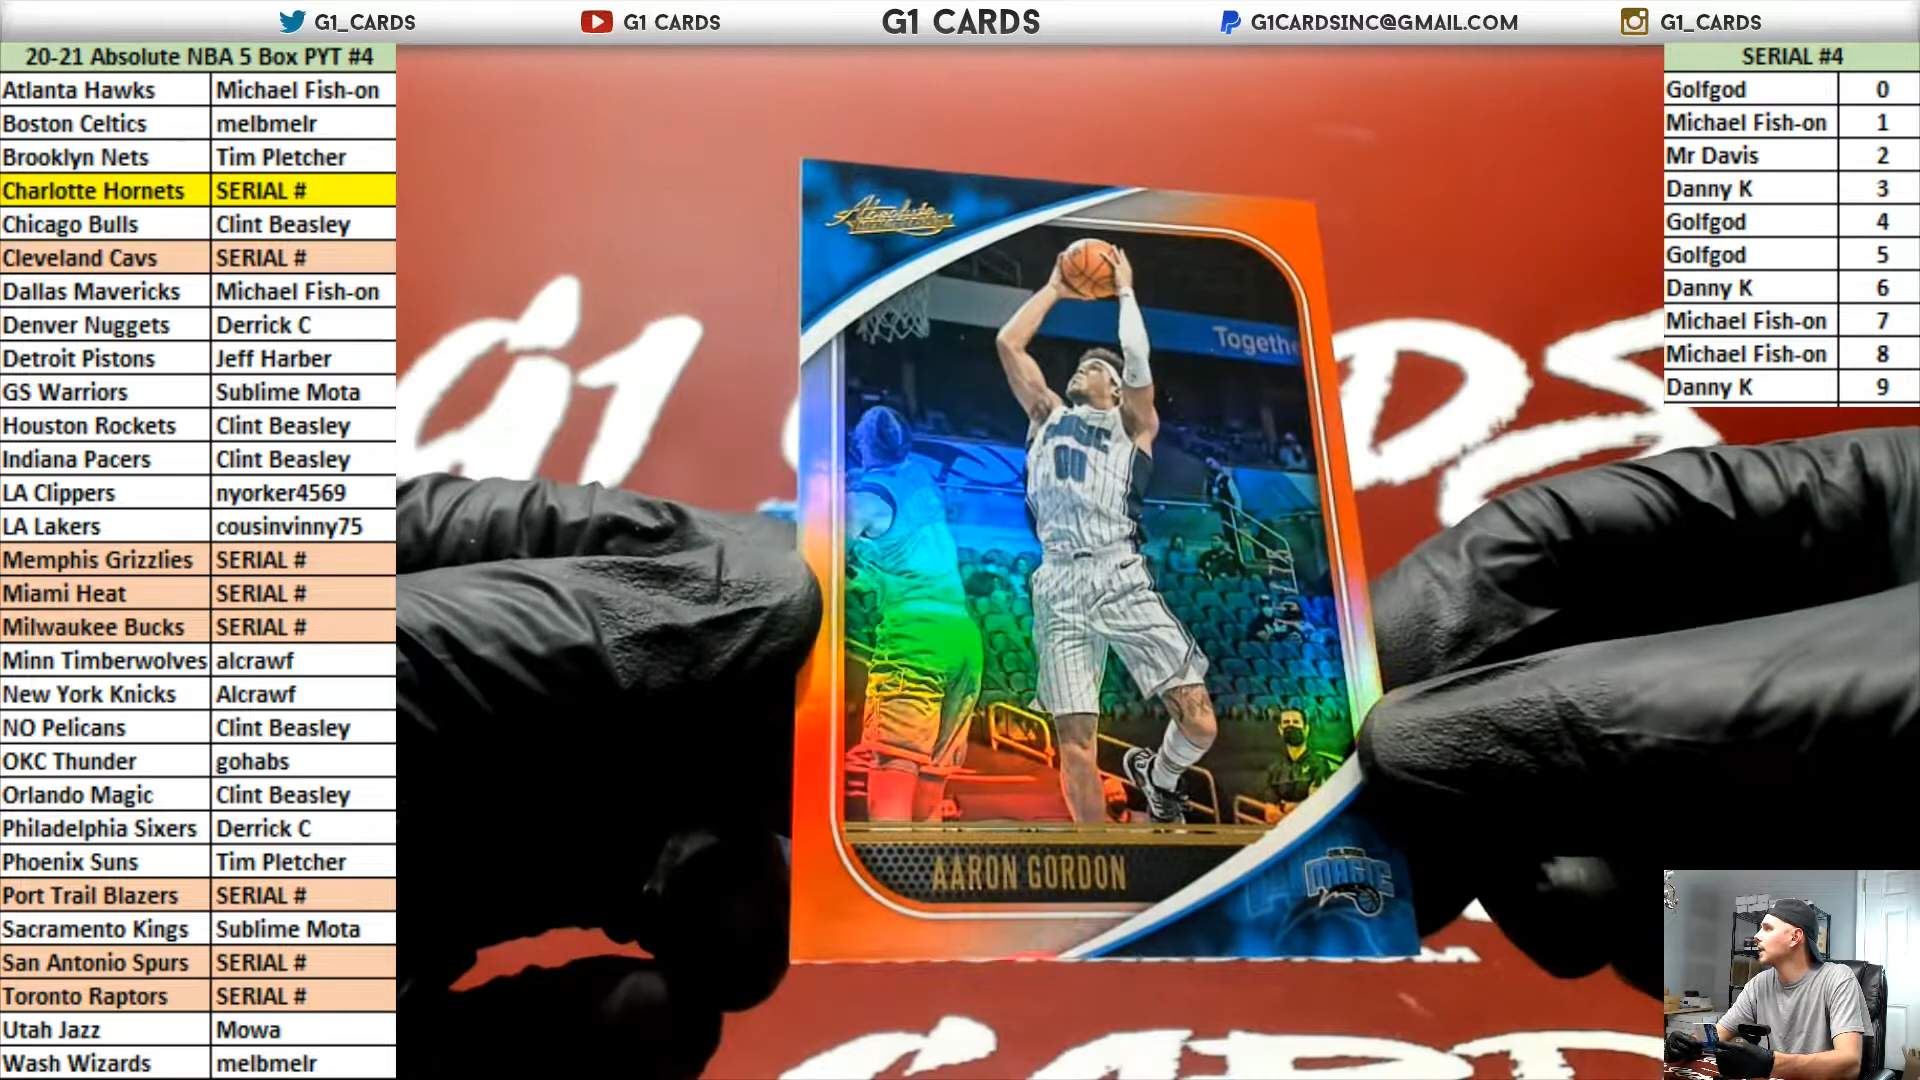 G1_CARDS
G1 CARDS
G1 CARDS
G1CARDSINC@GMAIL.COM
G1_CARDS
20-21 Absolute NBA 5 Box PYT #4
Atlanta Hawks Michael Fish-on
Boston Celtics melbmelr
Brooklyn Nets Tim Pletcher
Charlotte Hornets SERIAL #
Chicago Bulls Clint Beasley
Cleveland Cavs SERIAL #
Dallas Mavericks Michael Fish-on
Denver Nuggets Derrick C
Detroit Pistons Jeff Harber
GS Warriors Sublime Mota
Houston Rockets Clint Beasley
Indiana Pacers Clint Beasley
LA Clippers nyorker4569
LA Lakers cousinvinny75
Memphis Grizzlies SERIAL #
Miami Heat SERIAL #
Milwaukee Bucks SERIAL #
Minn Timberwolves alcrawf
New York Knicks Alcrawf
NO Pelicans Clint Beasley
OKC Thunder gohabs
Orlando Magic Clint Beasley
Philadelphia Sixers Derrick C
Phoenix Suns Tim Pletcher
Port Trail Blazers SERIAL #
Sacramento Kings Sublime Mota
San Antonio Spurs SERIAL #
Toronto Raptors SERIAL #
Utah Jazz Mowa
Wash Wizards melbmelr
SERIAL #4
Golfgod 0
Michael Fish-on 1
Mr Davis 2
Danny K 3
Golfgod 4
Golfgod 5
Danny K 6
Michael Fish-on 7
Michael Fish-on 8
Danny K 9
Absolute
Togethe
MAGIC
00
AARON GORDON
MAGIC
G1 CARDS